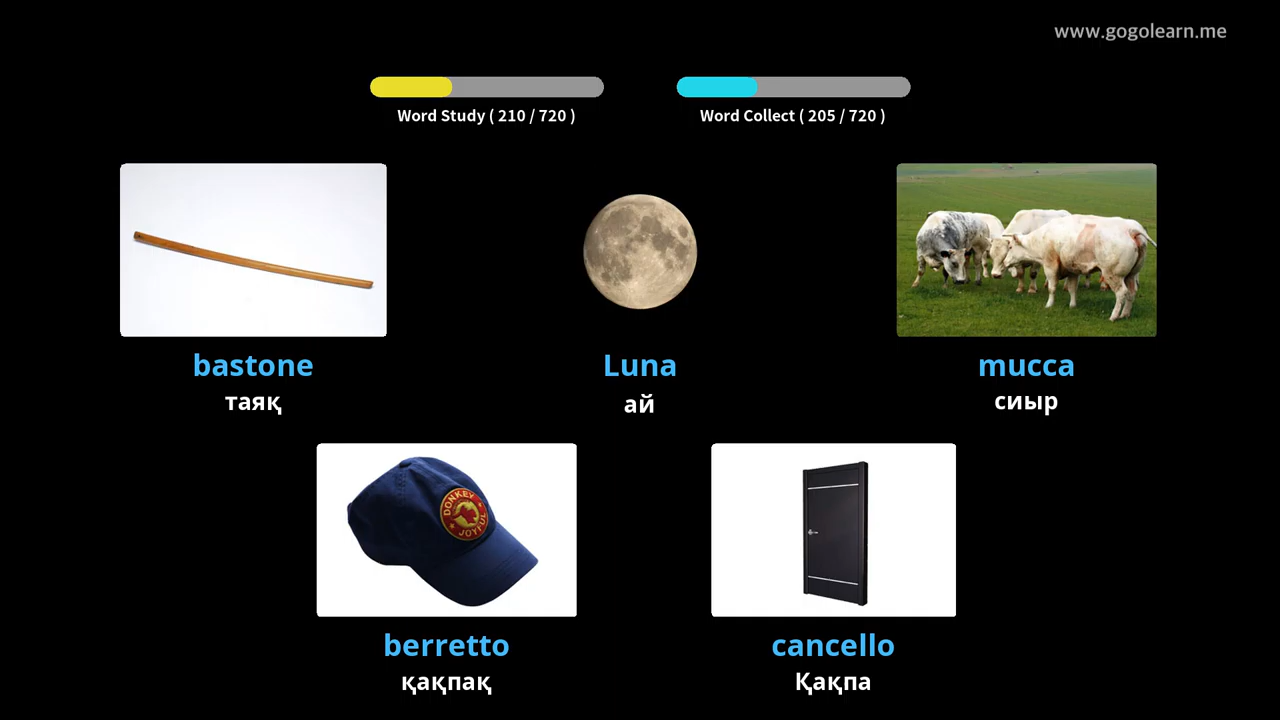 www.gogolearn.me
Word Study ( 210 / 720 )
Word Collect ( 205 / 720 )
bastone
таяқ
Luna
ай
mucca
сиыр
DONKEY
JOYFUL
berretto
қақпақ
cancello
Қақпа